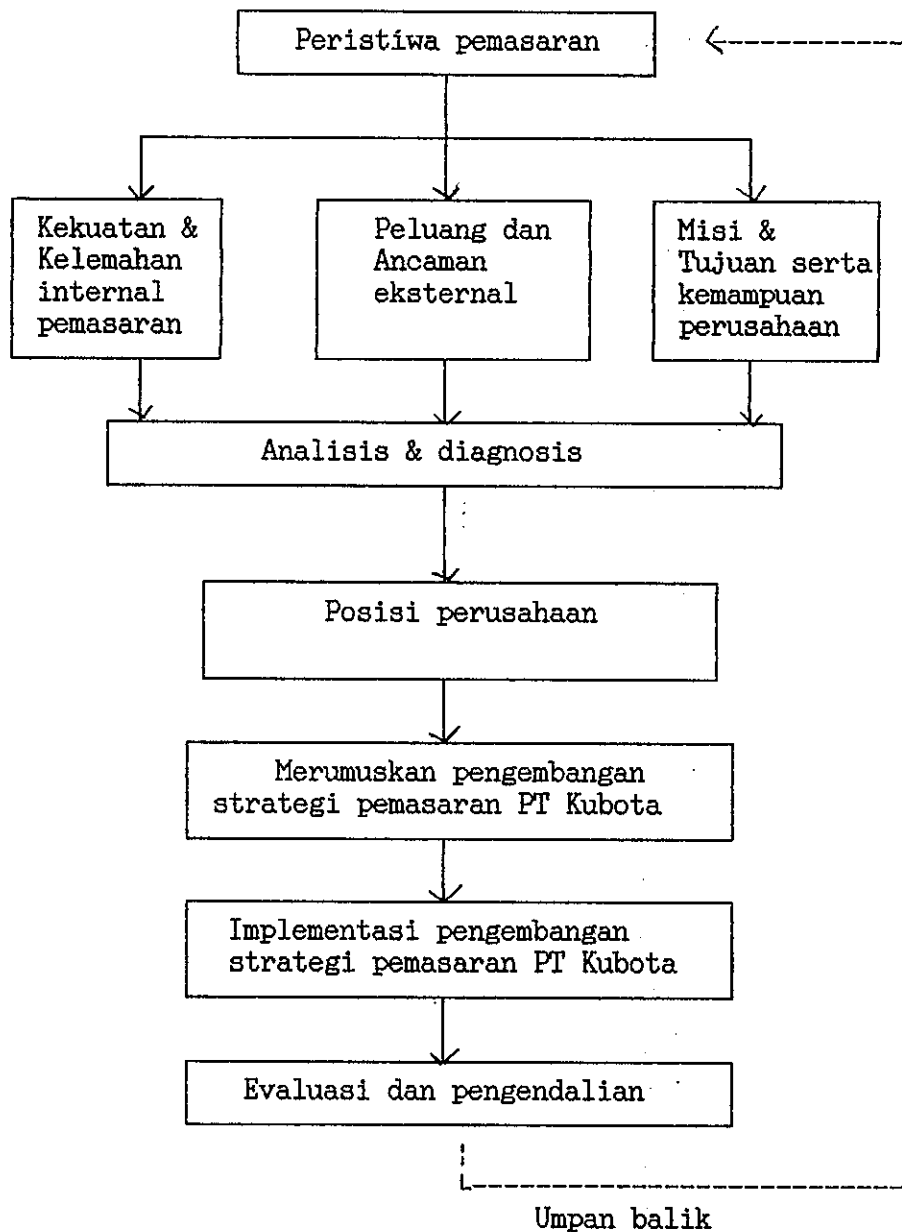 Peristiwa pemasaran
Kekuatan &
Kelemahan
internal
pemasaran
Peluang dan
Ancaman
eksternal
Misi &
Tujuan serta
kemampuan
perusahaan
Analisis & diagnosis
Posisi perusahaan
Merumuskan pengembangan
strategi pemasaran PT Kubota
Implementasi pengembangan
strategi pemasaran PT Kubota
Evaluasi dan pengendalian
Umpan balik